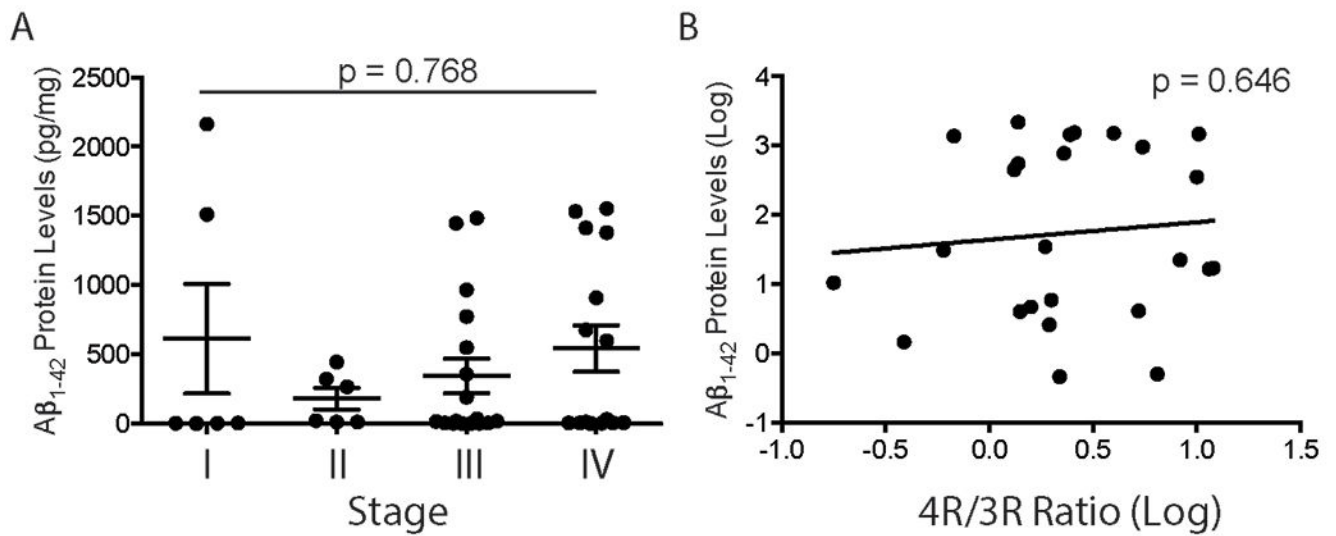 A
p = 0.768
Aβ1-42 Protein Levels (pg/mg)
2500
2000
1500
1000
500
0
I II III IV
Stage
B
p = 0.646
Aβ1-42 Protein Levels (Log)
4
3
2
1
0
-1
-1.0 -0.5 0.0 0.5 1.0 1.5
4R/3R Ratio (Log)